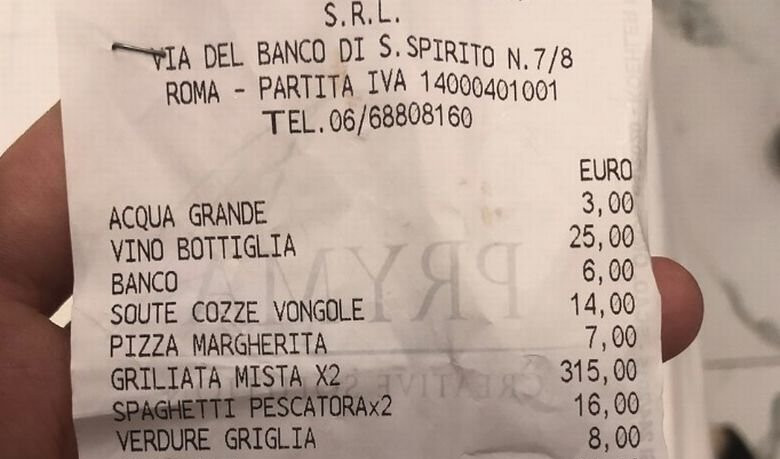 S.R.L.
VIA DEL BANCO DI S.SPIRITO N.7/8
ROMA - PARTITA IVA 14000401001
TEL.06/68808160
EURO
ACQUA GRANDE 3,00
VINO BOTTIGLIA 25,00
BANCO 6,00
SOUTE COZZE VONGOLE 14,00
PIZZA MARGHERITA 7,00
GRILIATA MISTA X2 315,00
SPAGHETTI PESCATORAx2 16,00
VERDURE GRIGLIA 8,00
PRYMA
CREATIVE